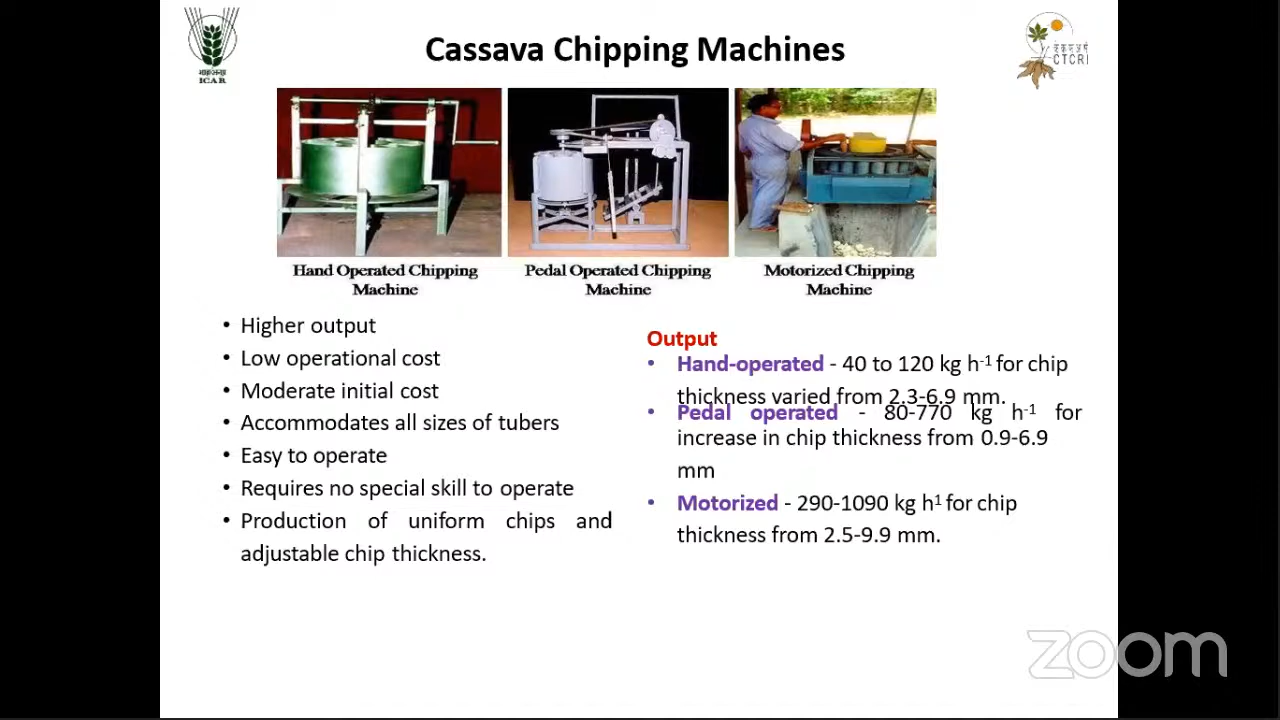 Cassava Chipping Machines
ICAR
CTCRI
Hand Operated Chipping
Machine
Pedal Operated Chipping
Machine
Motorized Chipping
Machine
• Higher output
• Low operational cost
• Moderate initial cost
• Accommodates all sizes of tubers
• Easy to operate
• Requires no special skill to operate
• Production of uniform chips and
adjustable chip thickness.
Output
• Hand-operated - 40 to 120 kg h-1 for chip
thickness varied from 2.3-6.9 mm.
• Pedal operated - 80-770 kg h-1 for
increase in chip thickness from 0.9-6.9
mm
• Motorized - 290-1090 kg h1 for chip
thickness from 2.5-9.9 mm.
zoom